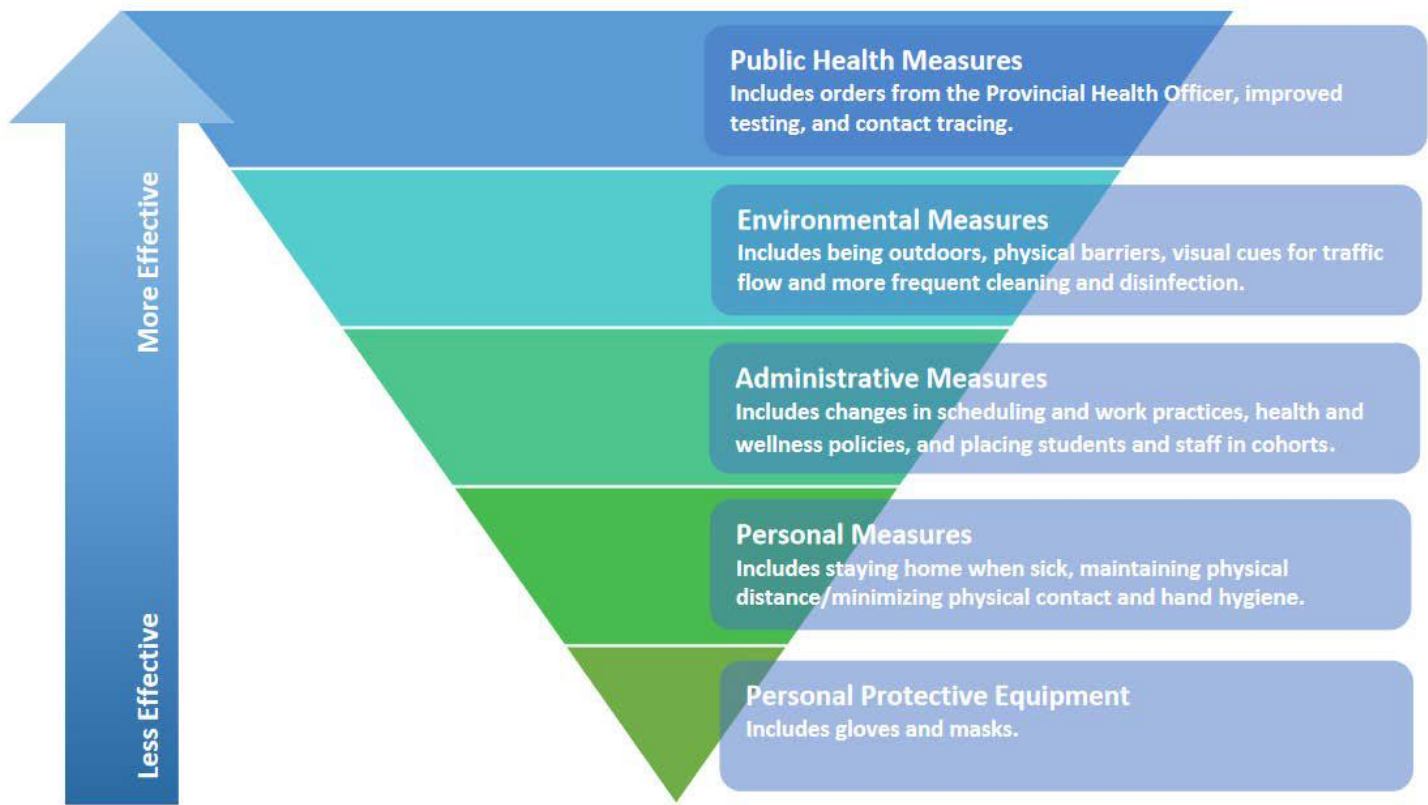 More Effective
Less Effective
Public Health Measures
Includes orders from the Provincial Health Officer, improved
testing, and contact tracing.
Environmental Measures
Includes being outdoors, physical barriers, visual cues for traffic
flow and more frequent cleaning and disinfection.
Administrative Measures
Includes changes in scheduling and work practices, health and
wellness policies, and placing students and staff in cohorts.
Personal Measures
Includes staying home when sick, maintaining physical
distance/minimizing physical contact and hand hygiene.
Personal Protective Equipment
Includes gloves and masks.